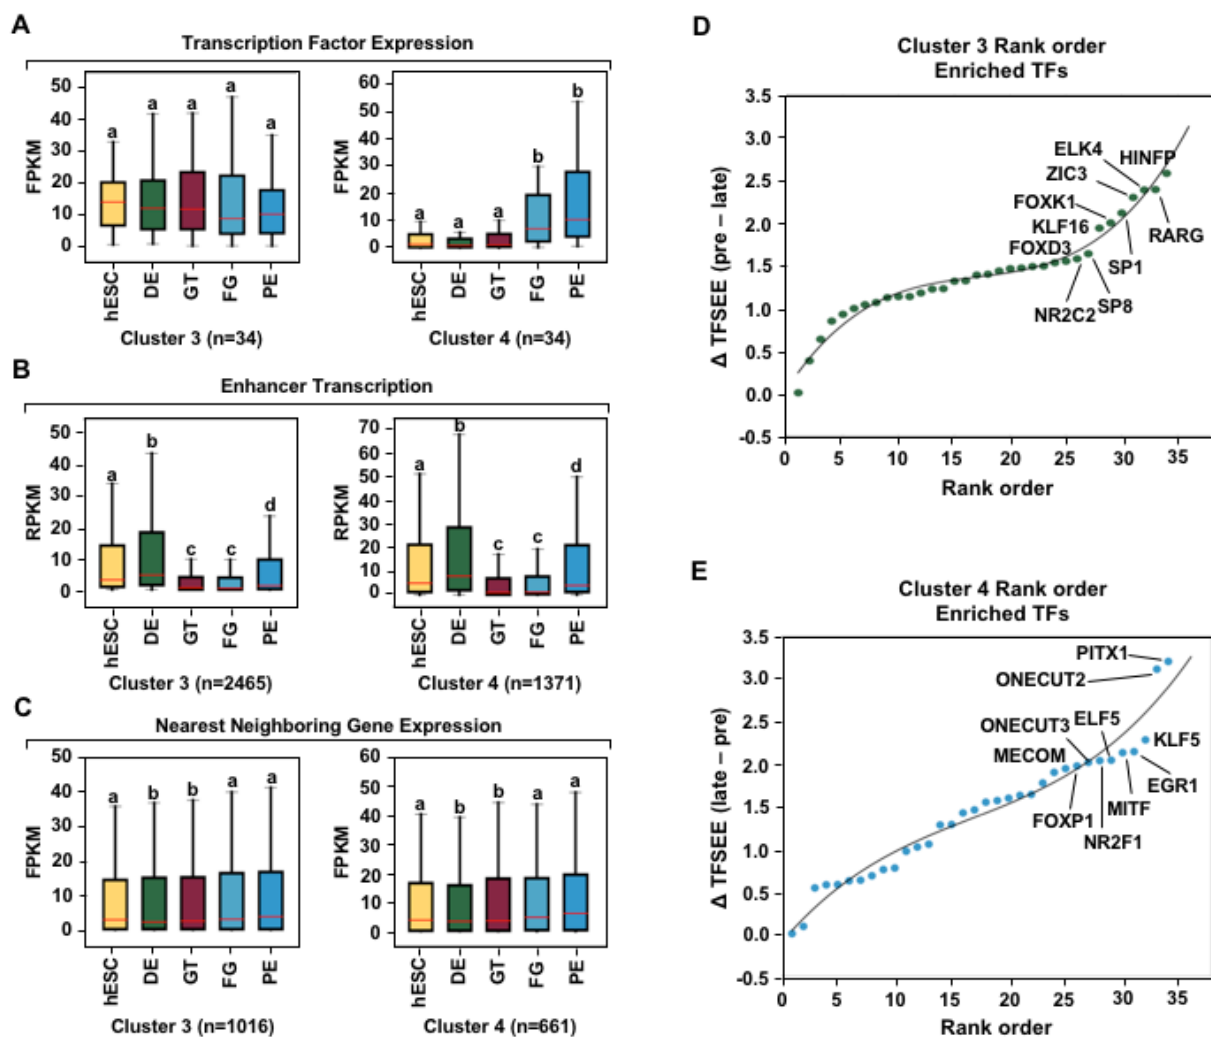 A
Transcription Factor Expression
FPKM
50
40
30
20
10
0
a
a
a
a
a
hESC
DE
GT
FG
PE
Cluster 3 (n=34)
FPKM
60
50
40
30
20
10
0
a
a
a
b
b
hESC
DE
GT
FG
PE
Cluster 4 (n=34)
B
Enhancer Transcription
RPKM
50
40
30
20
10
0
a
b
c
c
d
hESC
DE
GT
FG
PE
Cluster 3 (n=2465)
RPKM
70
60
50
40
30
20
10
0
a
b
c
c
d
hESC
DE
GT
FG
PE
Cluster 4 (n=1371)
C
Nearest Neighboring Gene Expression
FPKM
50
40
30
20
10
0
a
b
b
a
a
hESC
DE
GT
FG
PE
Cluster 3 (n=1016)
FPKM
60
50
40
30
20
10
0
a
b
b
a
a
hESC
DE
GT
FG
PE
Cluster 4 (n=661)
D
Cluster 3 Rank order
Enriched TFs
Δ TFSEE (pre – late)
3.5
3.0
2.5
2.0
1.5
1.0
0.5
0.0
-0.5
ELK4
HINFP
ZIC3
FOXK1
KLF16
RARG
FOXD3
SP1
NR2C2
SP8
0
5
10
15
20
25
30
35
Rank order
E
Cluster 4 Rank order
Enriched TFs
Δ TFSEE (late – pre)
3.5
3.0
2.5
2.0
1.5
1.0
0.5
0.0
-0.5
PITX1
ONECUT2
ONECUT3
ELF5
KLF5
MECOM
EGR1
MITF
FOXP1
NR2F1
0
5
10
15
20
25
30
35
Rank order